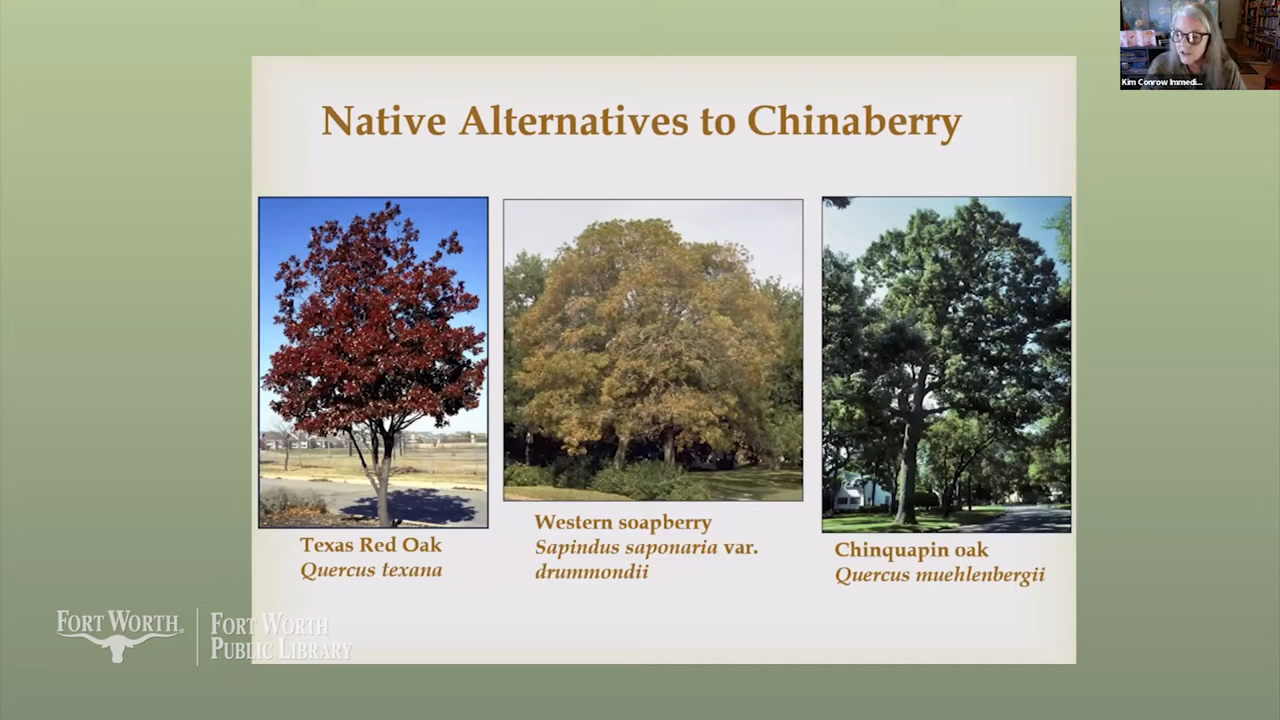 Kim Conrow Immedi...
Native Alternatives to Chinaberry
Texas Red Oak
Quercus texana
Western soapberry
Sapindus saponaria var.
drummondii
Chinquapin oak
Quercus muehlenbergii
FORT WORTH®
FORT WORTH
PUBLIC LIBRARY